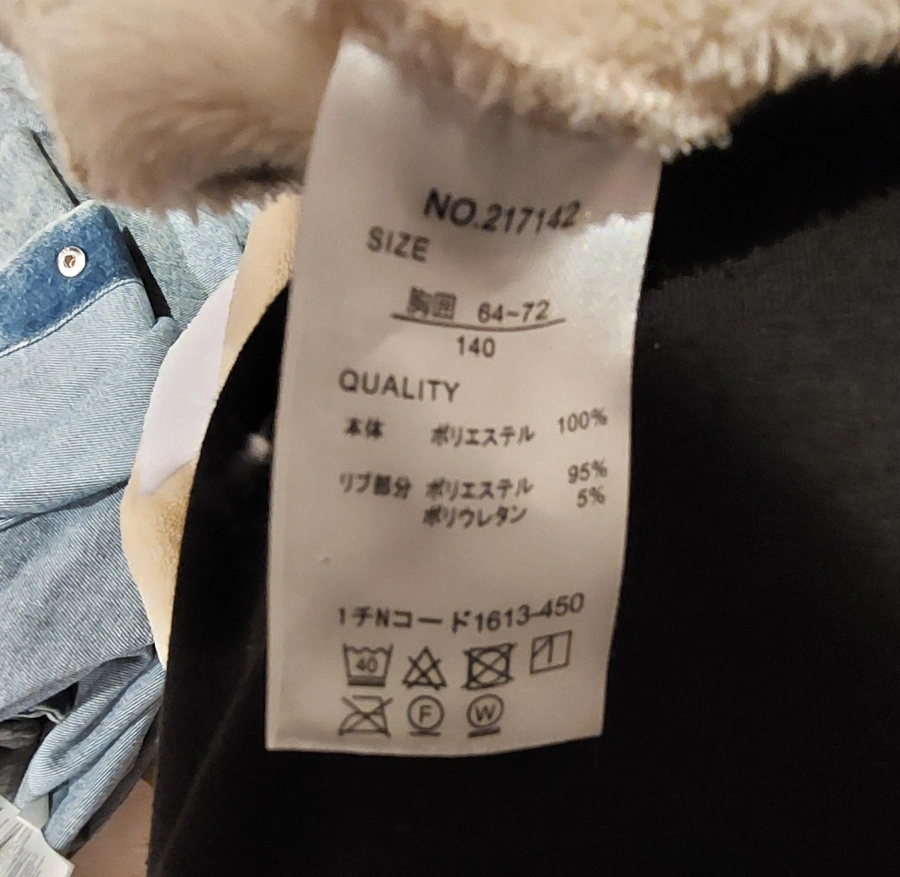 NO.217142
SIZE
胸囲 64~72
140
QUALITY
本体 ポリエステル 100%
リブ部分 ポリエステル 95%
ポリウレタン 5%
1チNコード1613-450
40
F W